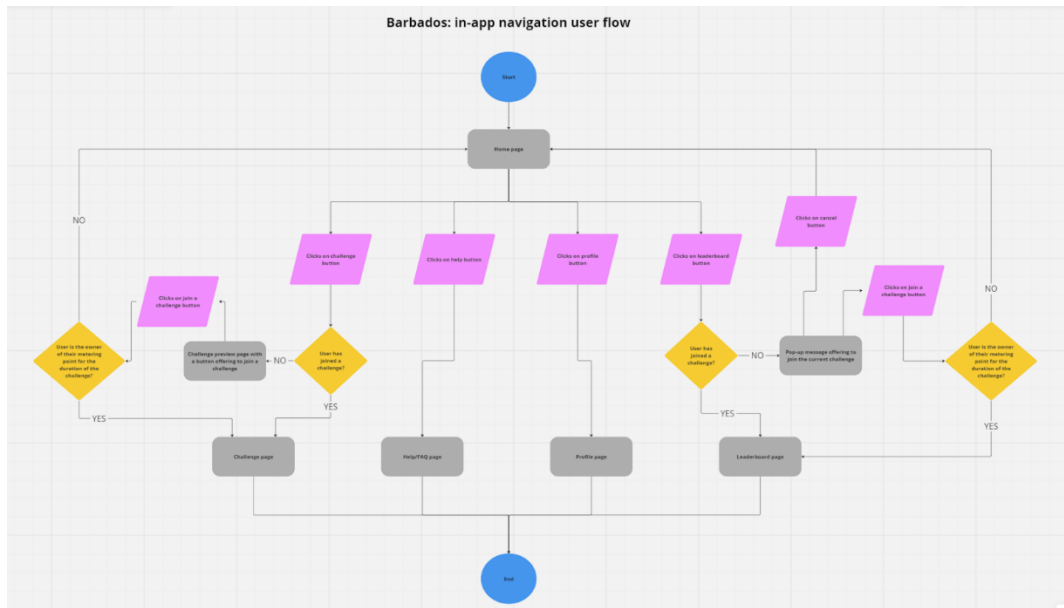 Barbados: in-app navigation user flow
Start
Home page
NO
Clicks on cancel
button
Clicks on challenge
button
Clicks on help button
Clicks on profile
button
Clicks on leaderboard
button
Clicks on join a
challenge button
Clicks on join a
challenge button
NO
User is the owner
of their metering
point for the
duration of the
challenge?
Challenge preview page with
a button offering to join a
challenge
NO
User has
joined a
challenge?
User has
joined a
challenge?
NO
Pop-up message offering to
join the current challenge
User is the owner
of their metering
point for the
duration of the
challenge?
YES
YES
YES
YES
Challenge page
Help/FAQ page
Profile page
Leaderboard page
End